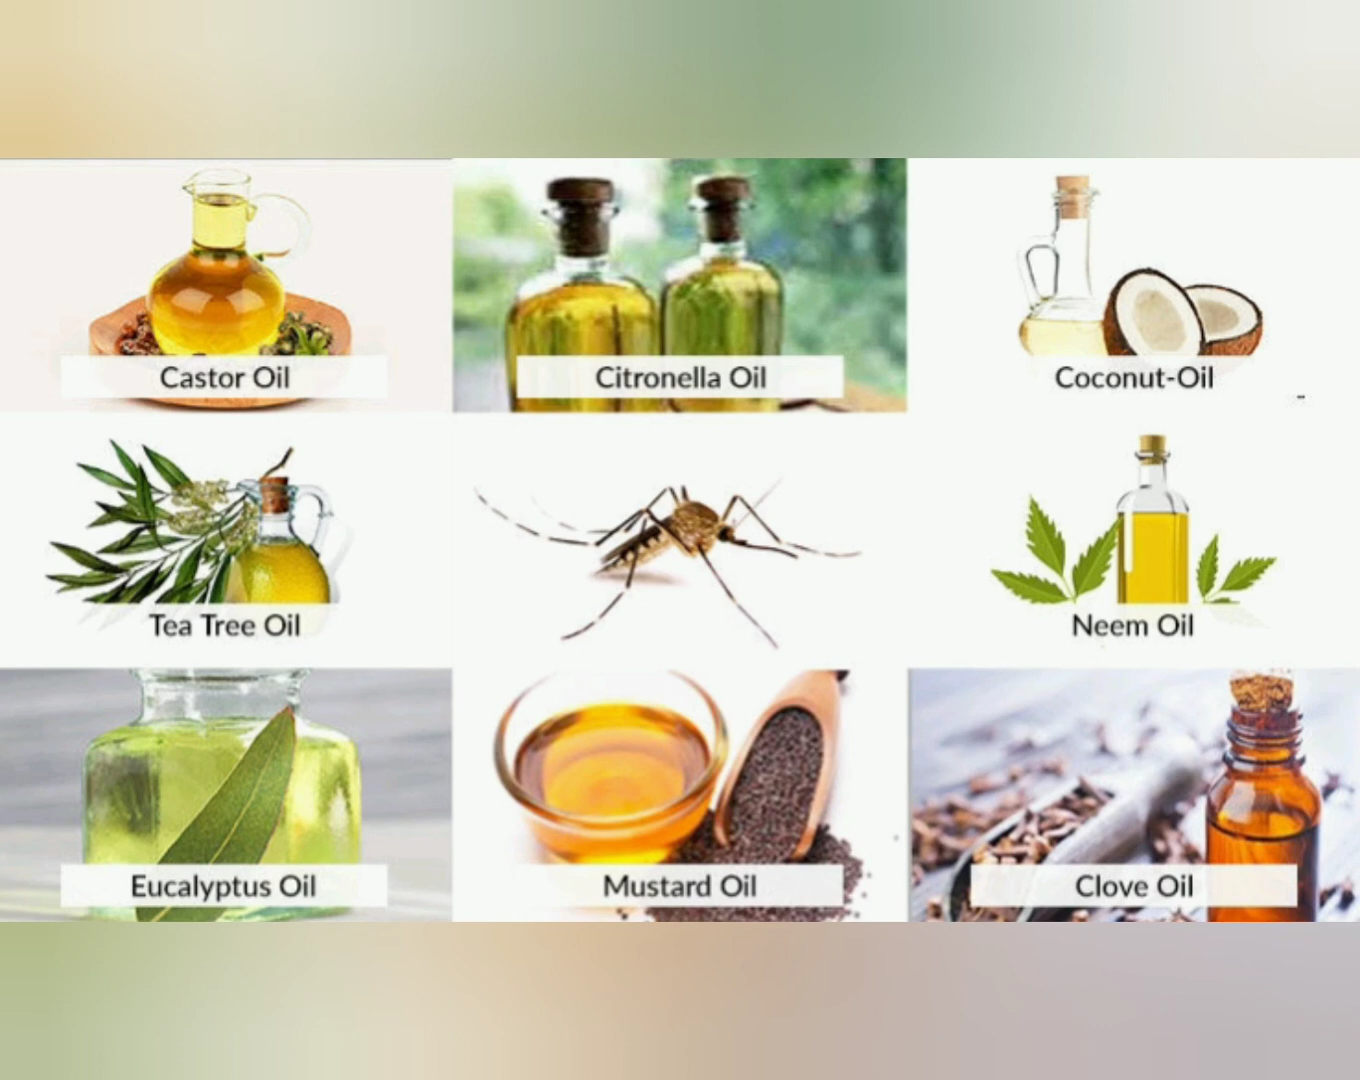 Castor Oil
Citronella Oil
Coconut-Oil
Tea Tree Oil
Neem Oil
Eucalyptus Oil
Mustard Oil
Clove Oil